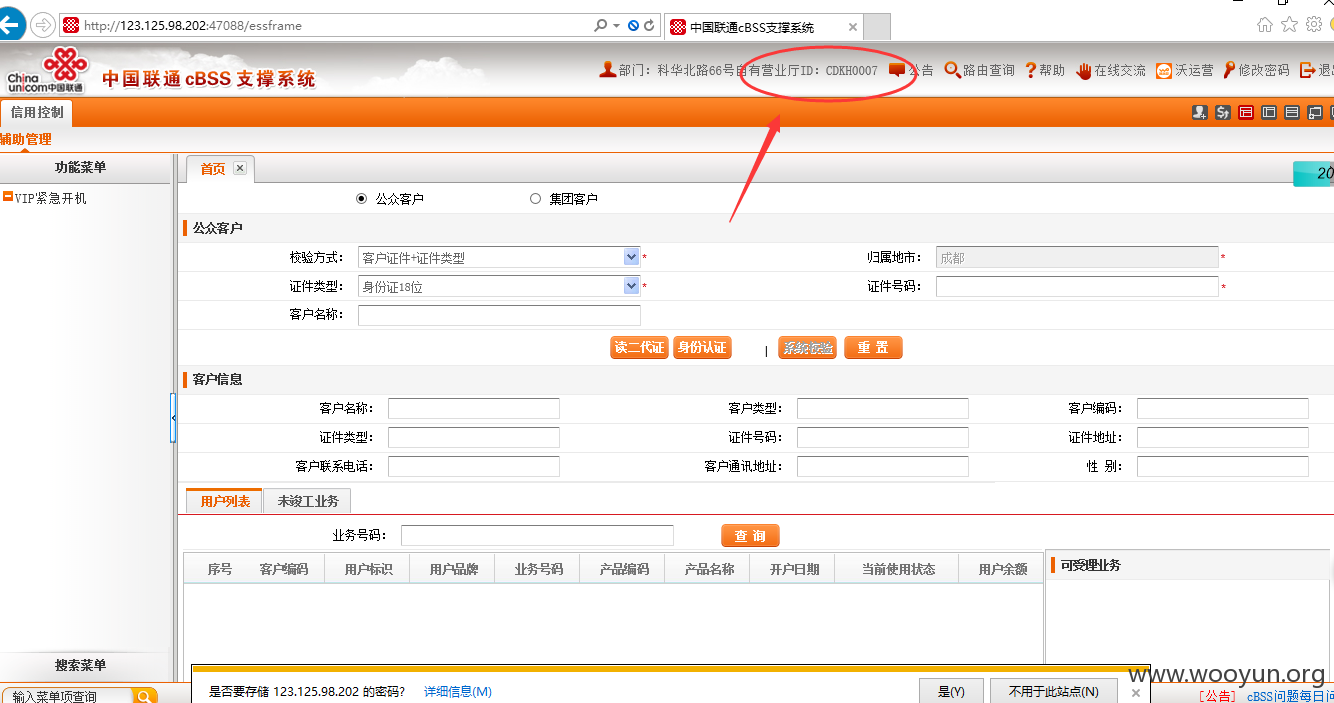 http://123.125.98.202:47088/essframe
中国联通cBSS支撑系统
China unicom中国联通
中国联通 cBSS 支撑系统
部门：科华北路66号自有营业厅ID：CDKH0007 公告 路由查询 帮助 在线交流 沃运营 修改密码
信用控制
辅助管理
功能菜单
首页
20
VIP紧急开机
公众客户 集团客户
公众客户
校验方式： 客户证件+证件类型 * 归属地市： 成都 *
证件类型： 身份证18位 * 证件号码： *
客户名称：
读二代证 身份认证 | 系统校验 重 置
客户信息
客户名称： 客户类型： 客户编码：
证件类型： 证件号码： 证件地址：
客户联系电话： 客户通讯地址： 性 别：
用户列表 未竣工业务
业务号码： 查 询
序号 客户编码 用户标识 用户品牌 业务号码 产品编码 产品名称 开户日期 当前使用状态 用户余额
可受理业务
搜索菜单
输入菜单项查询
是否要存储 123.125.98.202 的密码? 详细信息(M) 是(Y) 不用于此站点(N)
www.wooyun.org
[公告] cBSS问题每日问